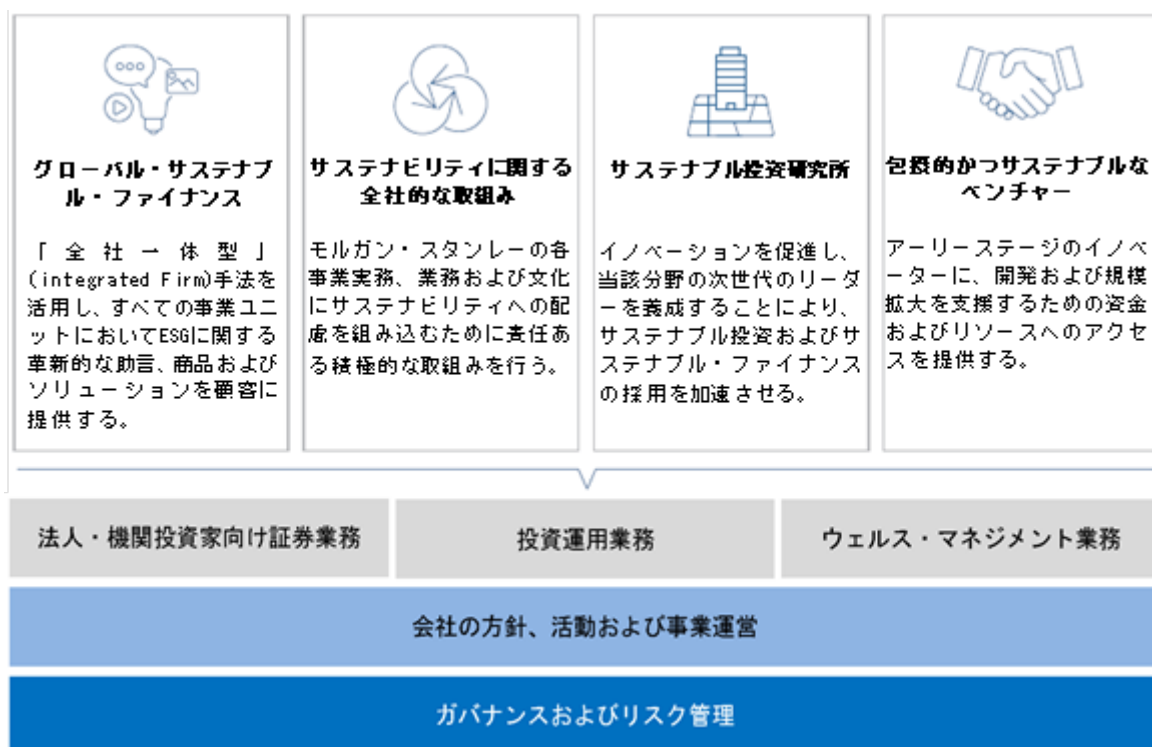 グローバル・サステナブ
ル・ファイナンス
「全社一体型」
(integrated Firm)手法を
活用し、すべての事業ユニ
ットにおいてESGに関する
革新的な助言、商品および
ソリューションを顧客に
提供する。
サステナビリティに関する
全社的な取組み
モルガン・スタンレーの各
事業実務、業務および文化
にサステナビリティへの配
慮を組み込むために責任あ
る積極的な取組みを行う。
サステナブル投資研究所
イノベーションを促進し、
当該分野の次世代のリーダ
ーを養成することにより、
サステナブル投資およびサ
ステナブル・ファイナンス
の採用を加速させる。
包摂的かつサステナブルな
ベンチャー
アーリーステージのイノベ
ーターに、開発および規模
拡大を支援するための資金
およびリソースへのアクセ
スを提供する。
法人・機関投資家向け証券業務
投資運用業務
ウェルス・マネジメント業務
会社の方針、活動および事業運営
ガバナンスおよびリスク管理